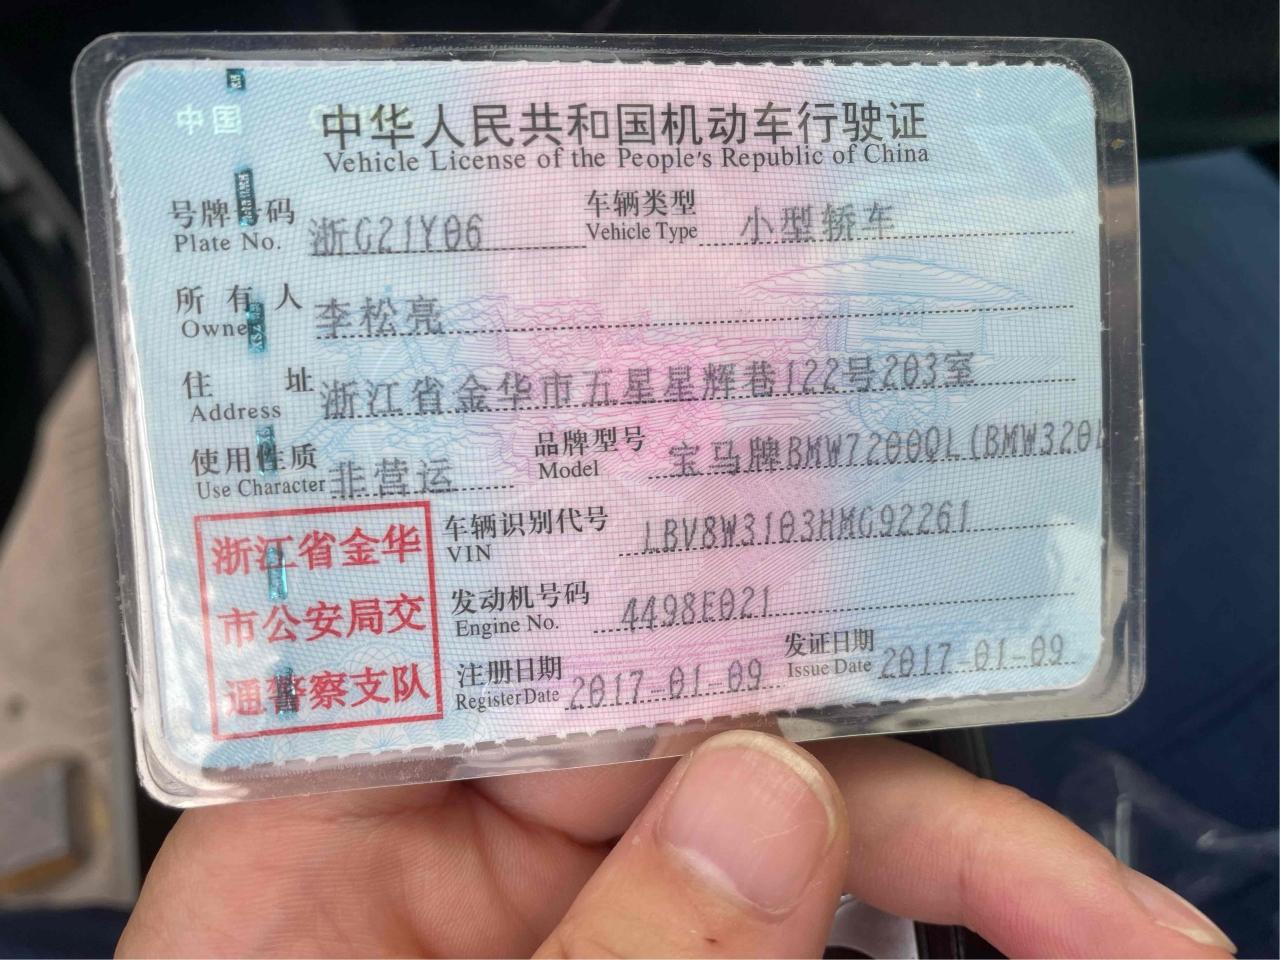 中国
中华人民共和国机动车行驶证
Vehicle License of the People's Republic of China
号牌号码 浙G21Y06 车辆类型 小型轿车
Plate No. Vehicle Type
所有人 李松亮
Owner
住址 浙江省金华市五星星辉巷122号203室
Address
使用性质 非营运 品牌型号 宝马牌BMW7200QL(BMW320
Use Character Model
浙江省金华
市公安局交
通警察支队
车辆识别代号 LBV8W3103HMG92261
VIN
发动机号码 4498E021
Engine No.
注册日期 2017-01-09 发证日期 2017-01-09
Register Date Issue Date